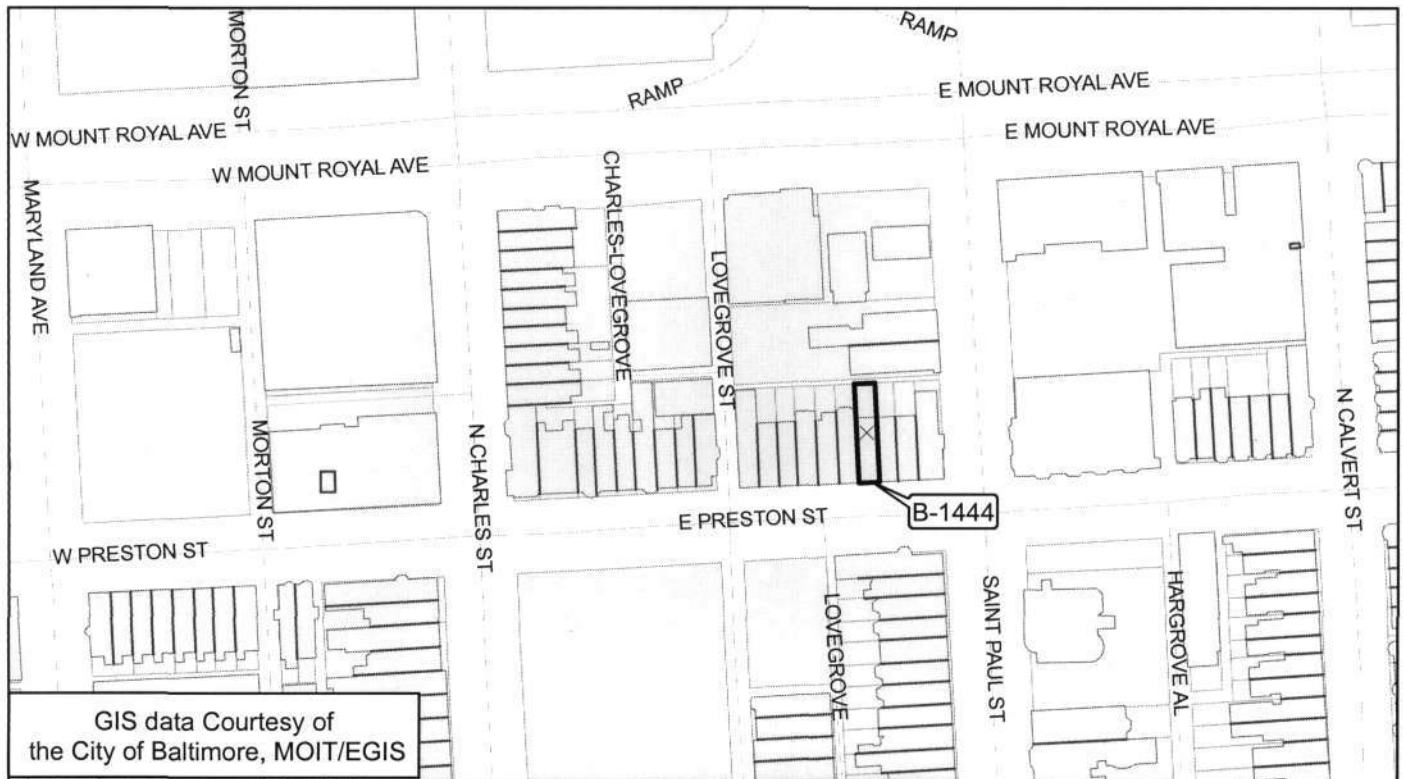 MORTON ST
RAMP
RAMP
E MOUNT ROYAL AVE
W MOUNT ROYAL AVE
E MOUNT ROYAL AVE
W MOUNT ROYAL AVE
MARYLAND AVE
CHARLES-LOVEGROVE
LOVEGROVE ST
N CALVERT ST
MORTON ST
N CHARLES ST
B-1444
E PRESTON ST
W PRESTON ST
LOVEGROVE
SAINT PAUL ST
HARGROVE AL
GIS data Courtesy of
the City of Baltimore, MOIT/EGIS